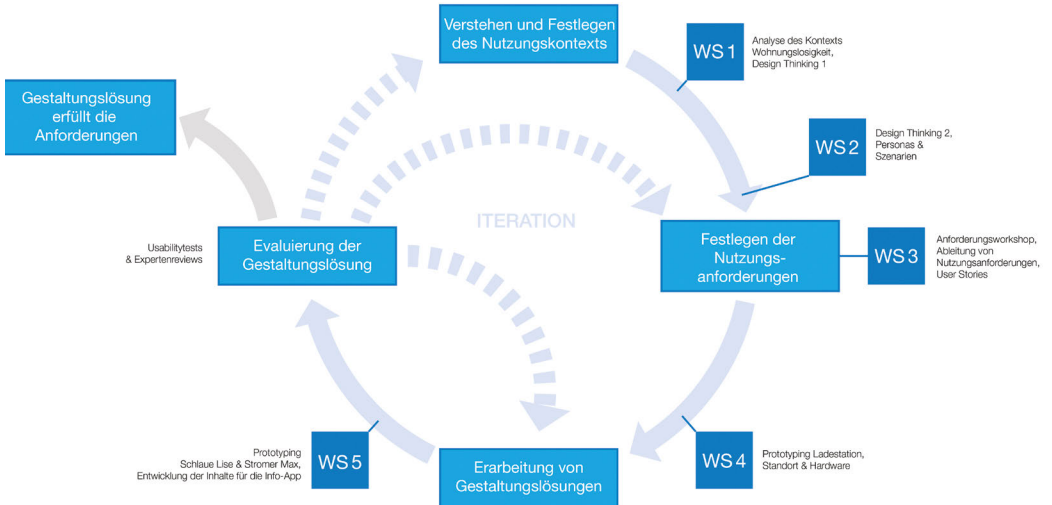 Verstehen und Festlegen
des Nutzungskontexts
WS 1
Analyse des Kontexts
Wohnungslosigkeit,
Design Thinking 1
Gestaltungslösung
erfüllt die
Anforderungen
WS 2
Design Thinking 2,
Personas &
Szenarien
ITERATION
Usabilitytests
& Expertenreviews
Evaluierung der
Gestaltungslösung
Festlegen der
Nutzungs-
anforderungen
WS 3
Anforderungsworkshop,
Ableitung von
Nutzungsanforderungen,
User Stories
Prototyping
Schlaue Lise & Stromer Max,
Entwicklung der Inhalte für die Info-App
WS 5
Erarbeitung von
Gestaltungslösungen
WS 4
Prototyping Ladestation,
Standort & Hardware